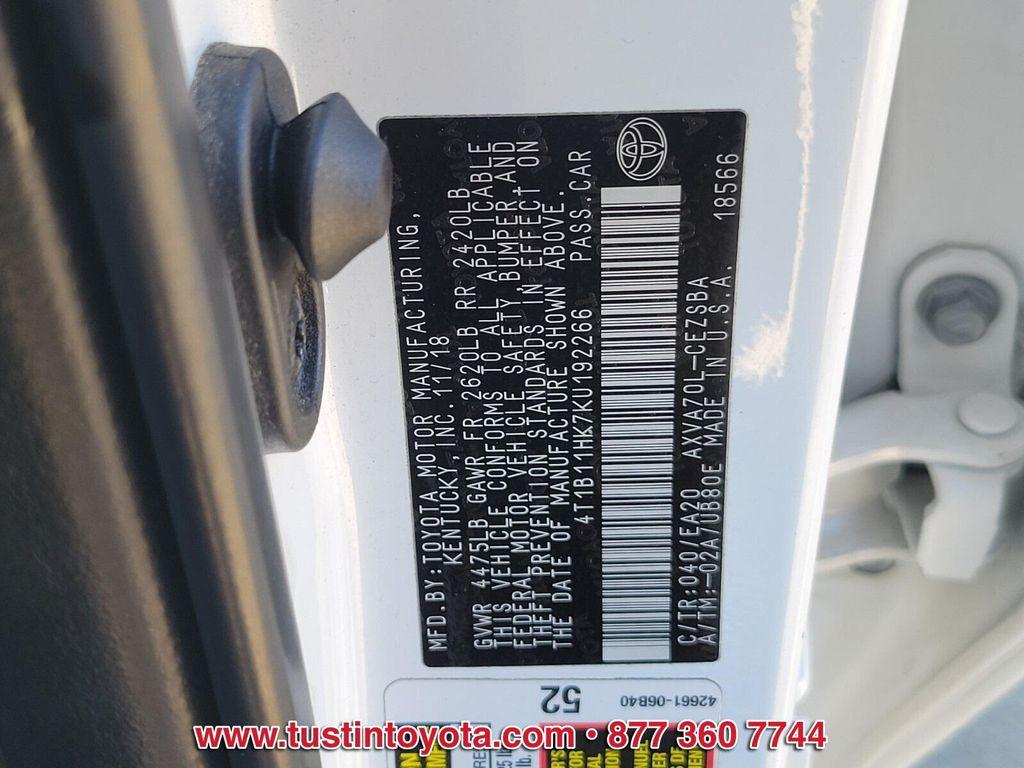 MFD.BY:TOYOTA MOTOR MANUFACTURING,
KENTUCKY, INC. 11/18
GVWR 4475LB GAWR FR 2620LB RR 2420LB
THIS VEHICLE CONFORMS TO ALL APPLICABLE
FEDERAL MOTOR VEHICLE SAFETY, BUMPER, AND
THEFT PREVENTION STANDARDS IN EFFECT ON
THE DATE OF MANUFACTURE SHOWN ABOVE.
4T1B11HK7KU192266 PASS.CAR
C/TR:040/EA20 AXVA70L-CEZSBA
A/TM:-02A/UB80E MADE IN U.S.A. 18566
52
42661-06B40
www.tustintoyota.com • 877 360 7744